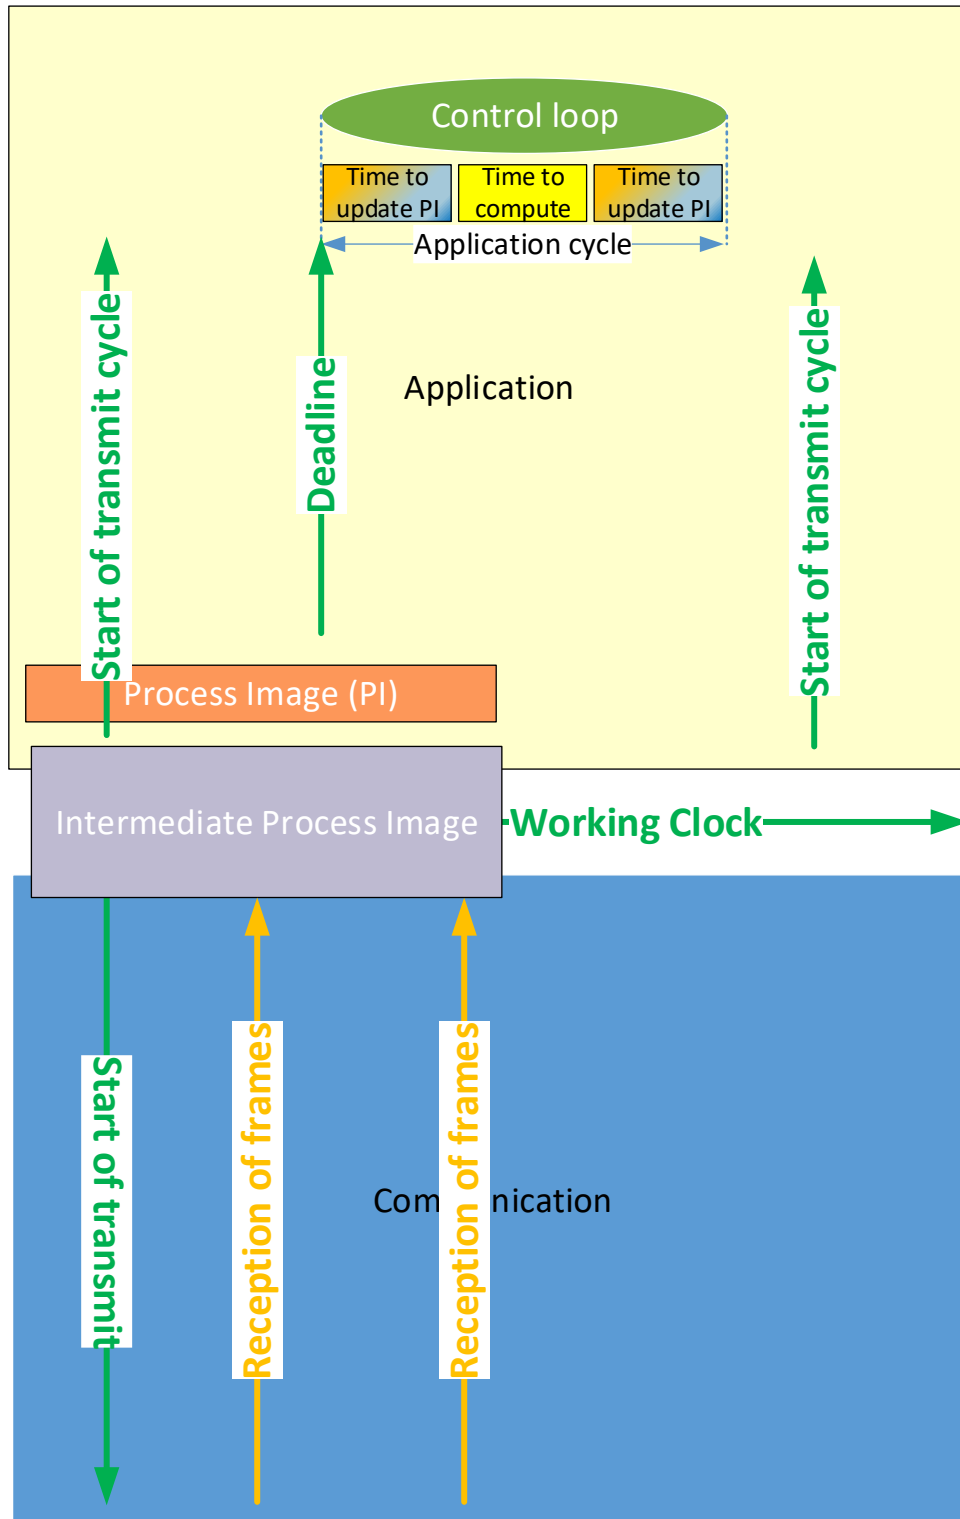 Control loop
Time to
update PI
Time to
compute
Time to
update PI
Application cycle
Start of transmit cycle
Deadline
Application
Start of transmit cycle
Process Image (PI)
Intermediate Process Image
Working Clock
Start of transmit
Reception of frames
Reception of frames